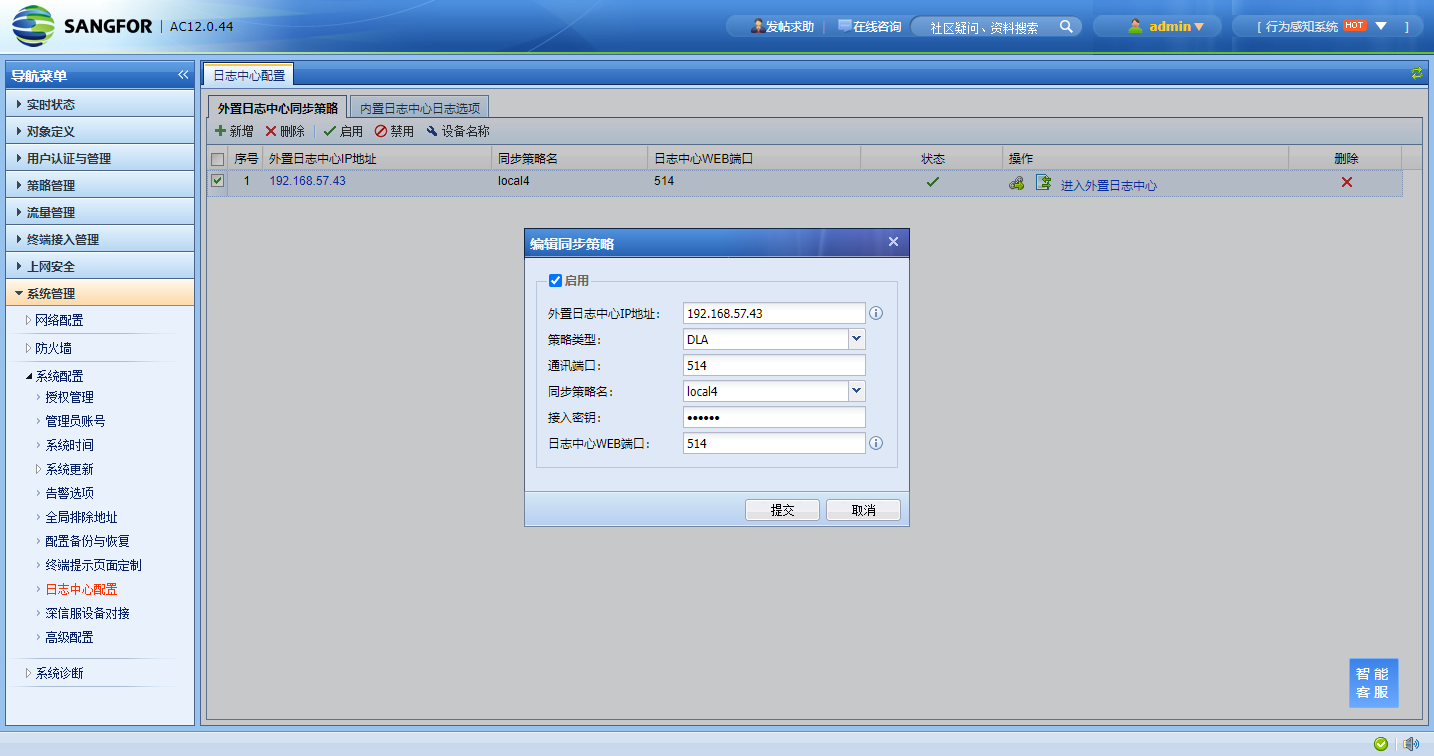 SANGFOR | AC12.0.44
发帖求助 在线咨询 社区疑问、资料搜索 admin [ 行为感知系统 HOT ]
导航菜单 «
日志中心配置
实时状态
对象定义
用户认证与管理
策略管理
流量管理
终端接入管理
上网安全
系统管理
网络配置
防火墙
系统配置
授权管理
管理员账号
系统时间
系统更新
告警选项
全局排除地址
配置备份与恢复
终端提示页面定制
日志中心配置
深信服设备对接
高级配置
系统诊断
外置日志中心同步策略 内置日志中心日志选项
新增 删除 启用 禁用 设备名称
序号 外置日志中心IP地址 同步策略名 日志中心WEB端口 状态 操作 删除
1 192.168.57.43 local4 514 进入外置日志中心
编辑同步策略
启用
外置日志中心IP地址: 192.168.57.43
策略类型: DLA
通讯端口: 514
同步策略名: local4
接入密钥: ••••••
日志中心WEB端口: 514
提交 取消
智能
客服